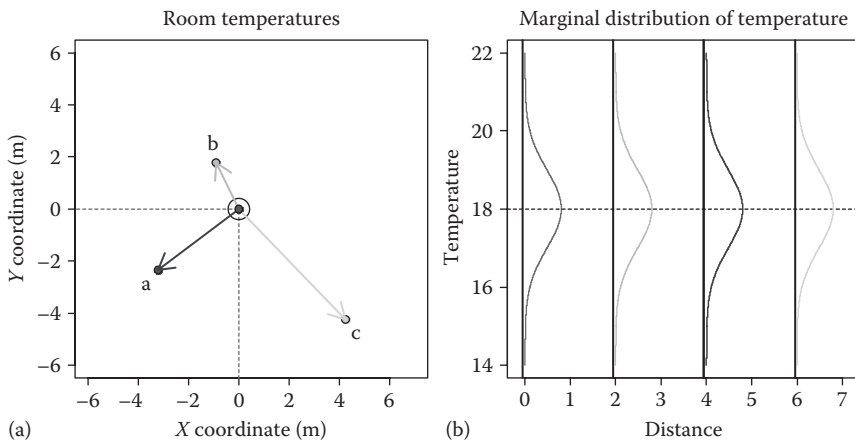 Room temperatures
6
4
2
0
−2
−4
−6
Y coordinate (m)
b
a
c
−6 −4 −2 0 2 4 6
(a) X coordinate (m)
Marginal distribution of temperature
22
20
18
16
14
Temperature
0 1 2 3 4 5 6 7
(b) Distance